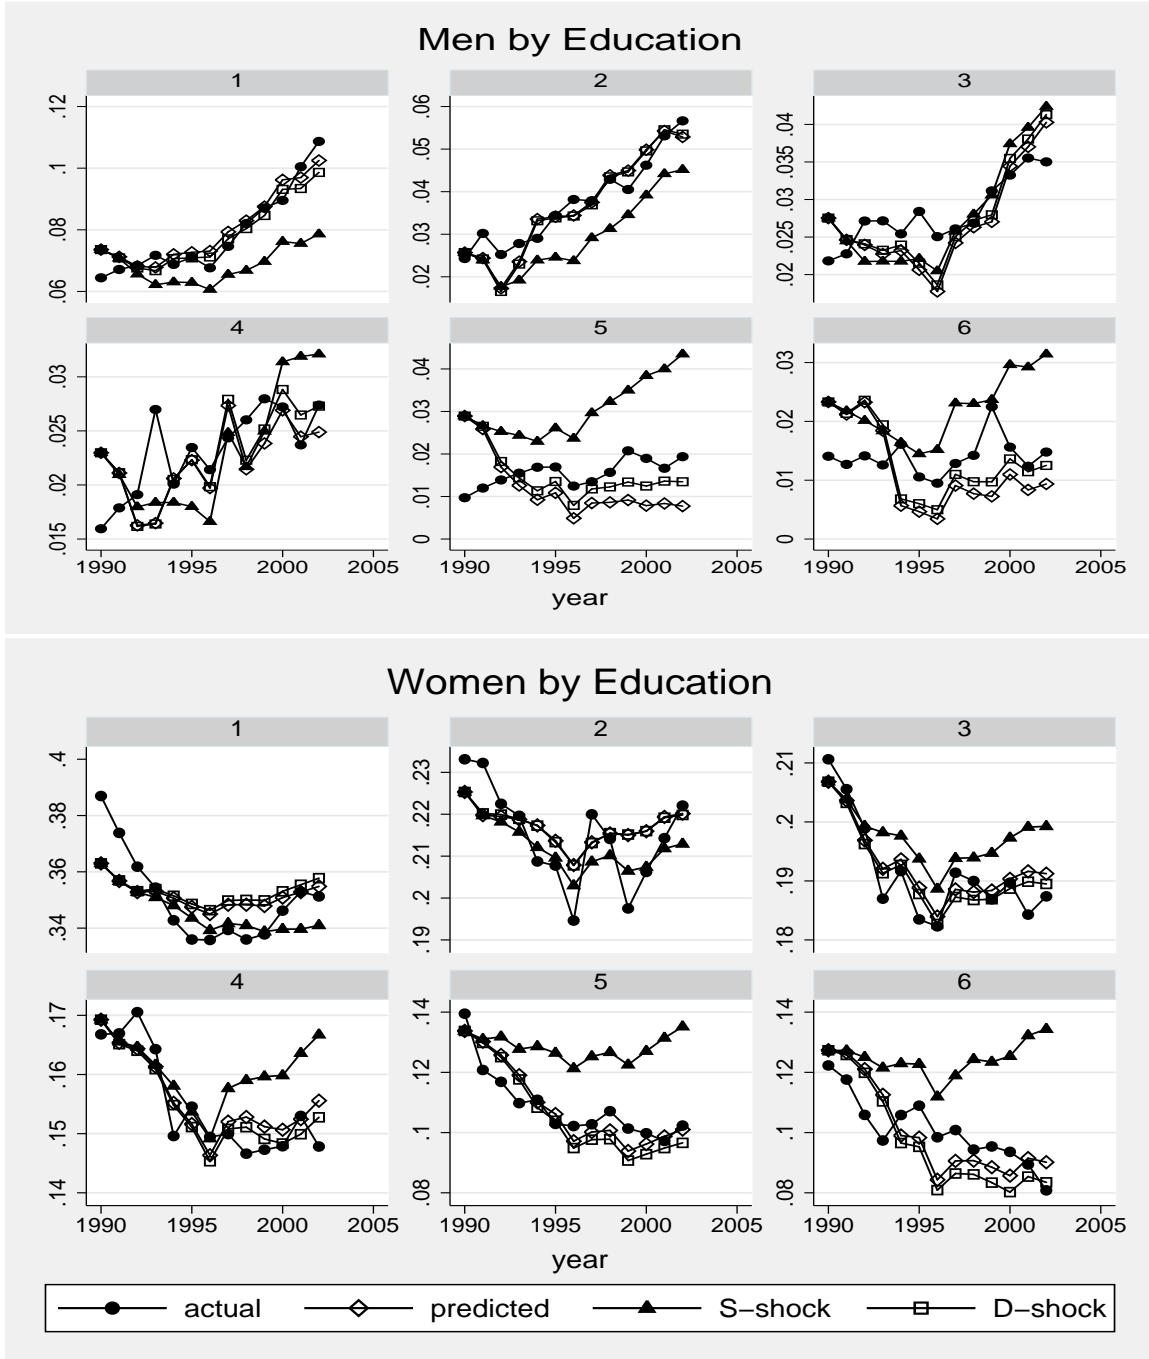 Men by Education
1 2 3
.06 .08 .1 .12
.02 .03 .04 .05 .06
.02 .025 .03 .035 .04
4 5 6
.015 .02 .025 .03
0 .01 .02 .03 .04
0 .01 .02 .03
1990 1995 2000 2005 1990 1995 2000 2005 1990 1995 2000 2005
year
Women by Education
1 2 3
.34 .36 .38 .4
.19 .2 .21 .22 .23
.18 .19 .2 .21
4 5 6
.14 .15 .16 .17
.08 .1 .12 .14
.08 .1 .12 .14
1990 1995 2000 2005 1990 1995 2000 2005 1990 1995 2000 2005
year
actual predicted S−shock D−shock